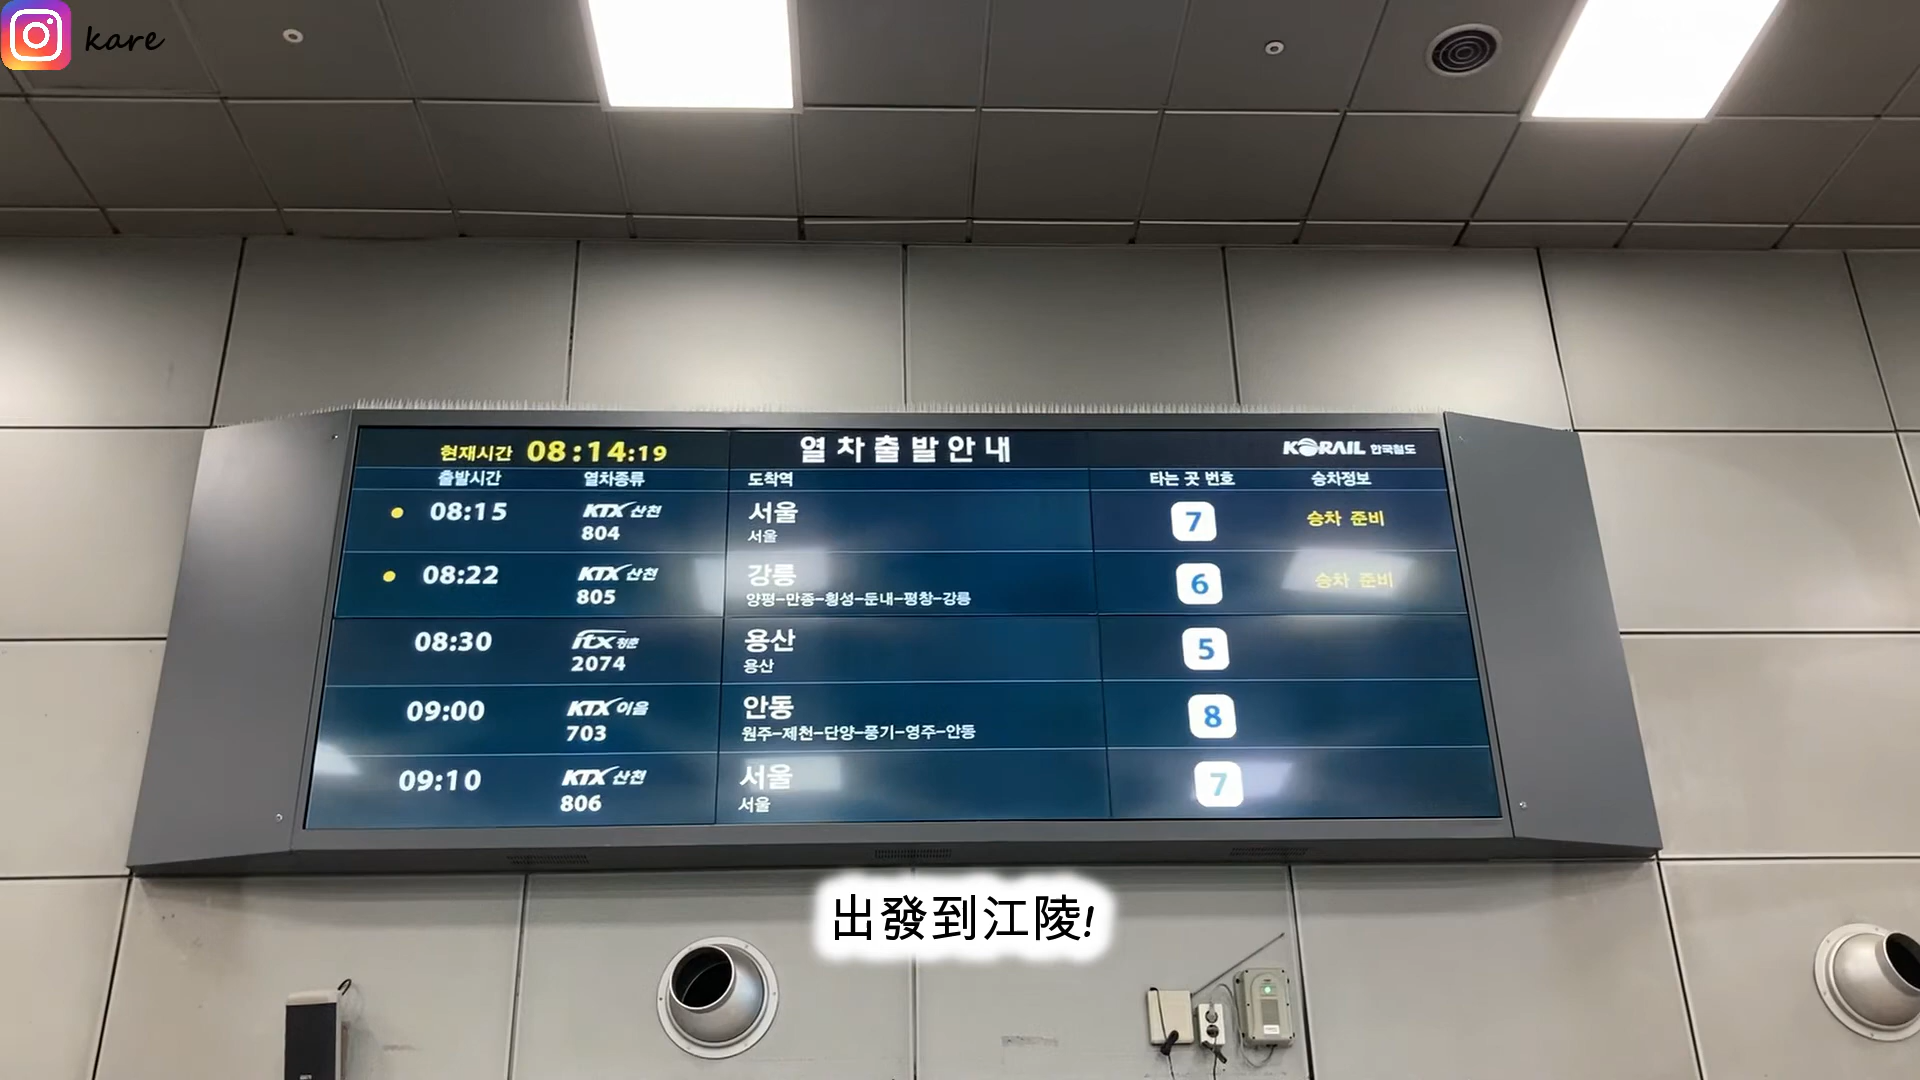 kare
현재시간 08:14:19 열차출발안내 KORAIL 한국철도
출발시간 열차종류 도착역 타는 곳 번호 승차정보
08:15 KTX 산천 804 서울 7 승차 준비
서울
08:22 KTX 산천 805 강릉 6 승차 준비
양평-만종-횡성-둔내-평창-강릉
08:30 itx 청춘 2074 용산 5
용산
09:00 KTX 이음 703 안동 8
원주-제천-단양-풍기-영주-안동
09:10 KTX 산천 806 서울 7
서울
出發到江陵!